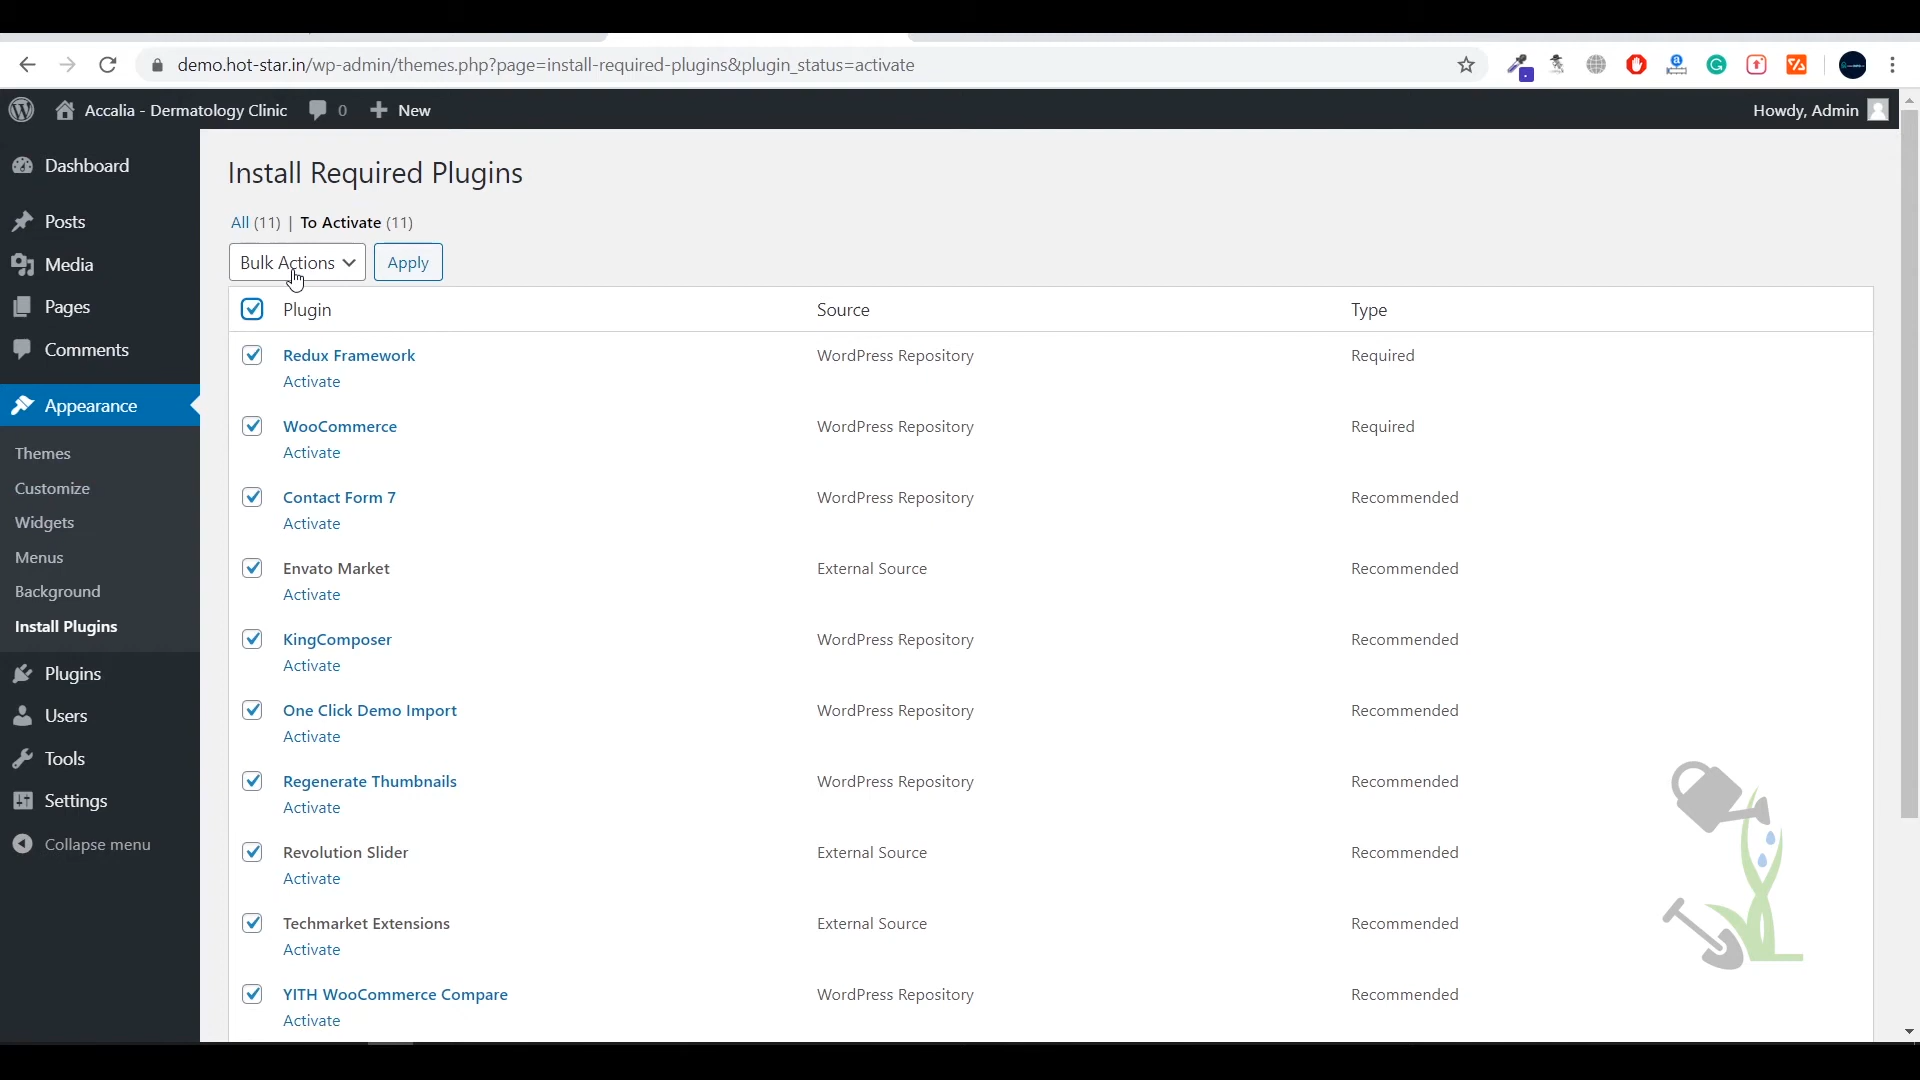 demo.hot-star.in/wp-admin/themes.php?page=install-required-plugins&plugin_status=activate
Accalia - Dermatology Clinic 0 New Howdy, Admin
Dashboard
Posts
Media
Pages
Comments
Appearance
Themes
Customize
Widgets
Menus
Background
Install Plugins
Plugins
Users
Tools
Settings
Collapse menu
Install Required Plugins
All (11) | To Activate (11)
Bulk Actions Apply
Plugin Source Type
Redux Framework WordPress Repository Required
Activate
WooCommerce WordPress Repository Required
Activate
Contact Form 7 WordPress Repository Recommended
Activate
Envato Market External Source Recommended
Activate
KingComposer WordPress Repository Recommended
Activate
One Click Demo Import WordPress Repository Recommended
Activate
Regenerate Thumbnails WordPress Repository Recommended
Activate
Revolution Slider External Source Recommended
Activate
Techmarket Extensions External Source Recommended
Activate
YITH WooCommerce Compare WordPress Repository Recommended
Activate